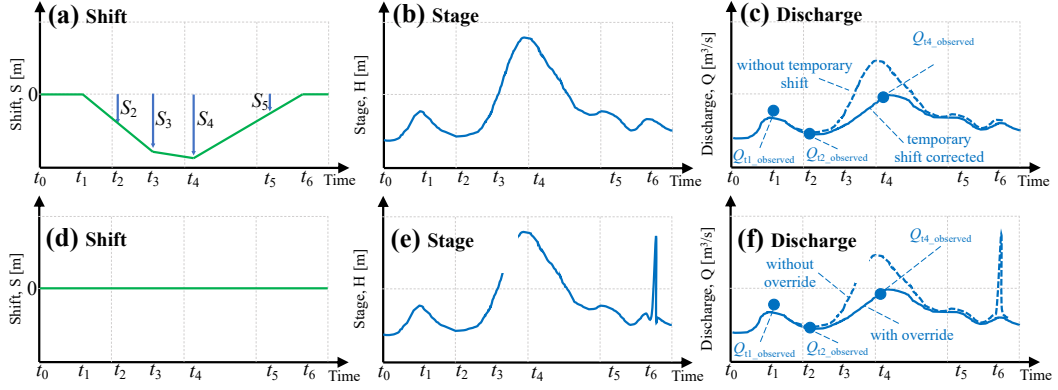 (a) Shift
Shift, S [m]
0
S2
S3
S4
S5
t0 t1 t2 t3 t4 t5 t6 Time
(b) Stage
Stage, H [m]
t0 t1 t2 t3 t4 t5 t6 Time
(c) Discharge
Discharge, Q [m³/s]
Qt4_observed
without temporary
shift
Qt1_observed
Qt2_observed
temporary
shift corrected
t0 t1 t2 t3 t4 t5 t6 Time
(d) Shift
Shift, S [m]
0
t0 t1 t2 t3 t4 t5 t6 Time
(e) Stage
Stage, H [m]
t0 t1 t2 t3 t4 t5 t6 Time
(f) Discharge
Discharge, Q [m³/s]
Qt4_observed
without
override
Qt1_observed
Qt2_observed
with override
t0 t1 t2 t3 t4 t5 t6 Time